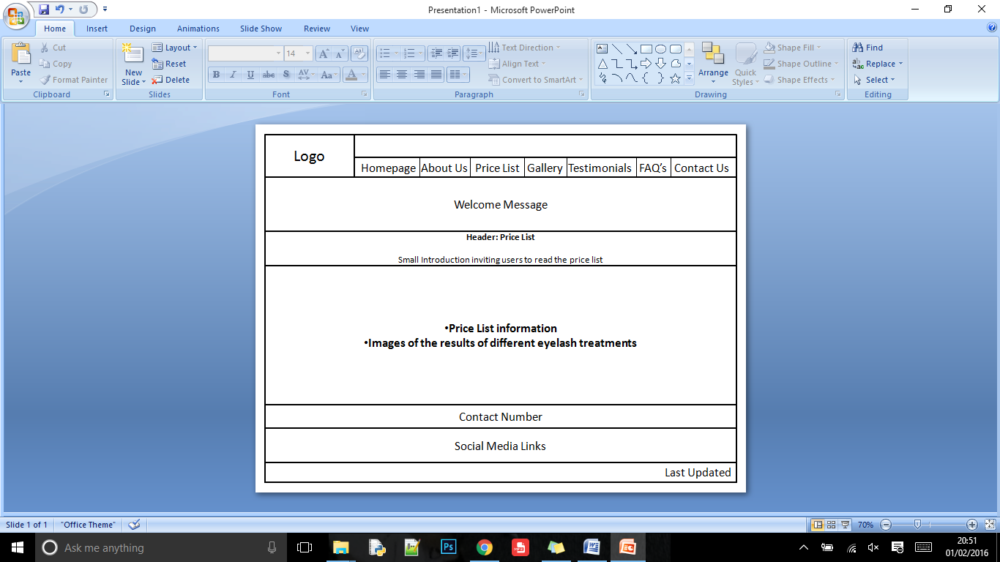 Presentation1 - Microsoft PowerPoint
Home Insert Design Animations Slide Show Review View
Paste
Cut
Copy
Format Painter
Clipboard
New Slide
Layout
Reset
Delete
Slides
14
B I U abc S AV Aa A
Font
Text Direction
Align Text
Convert to SmartArt
Paragraph
Arrange
Quick Styles
Shape Fill
Shape Outline
Shape Effects
Drawing
Find
Replace
Select
Editing
Logo
Homepage About Us Price List Gallery Testimonials FAQ’s Contact Us
Welcome Message
Header: Price List
Small Introduction inviting users to read the price list
•Price List information
•Images of the results of different eyelash treatments
Contact Number
Social Media Links
Last Updated
Slide 1 of 1 "Office Theme" 70%
Ask me anything
Ps
20:51
01/02/2016